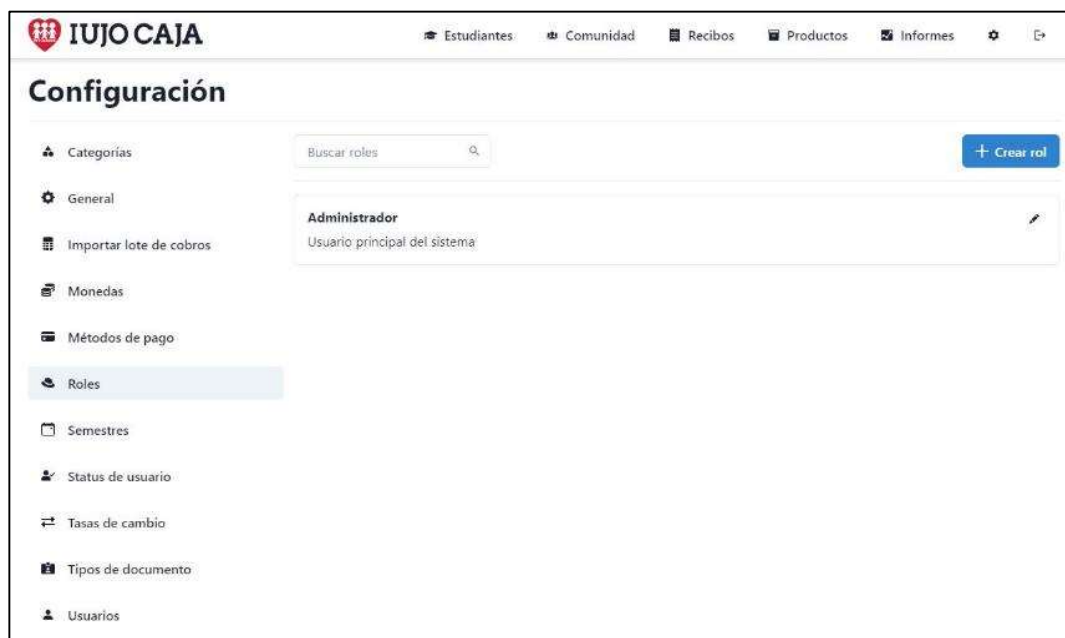 IUJO CAJA
Estudiantes
Comunidad
Recibos
Productos
Informes
Configuración
Categorías
General
Importar lote de cobros
Monedas
Métodos de pago
Roles
Semestres
Status de usuario
Tasas de cambio
Tipos de documento
Usuarios
Buscar roles
+ Crear rol
Administrador
Usuario principal del sistema